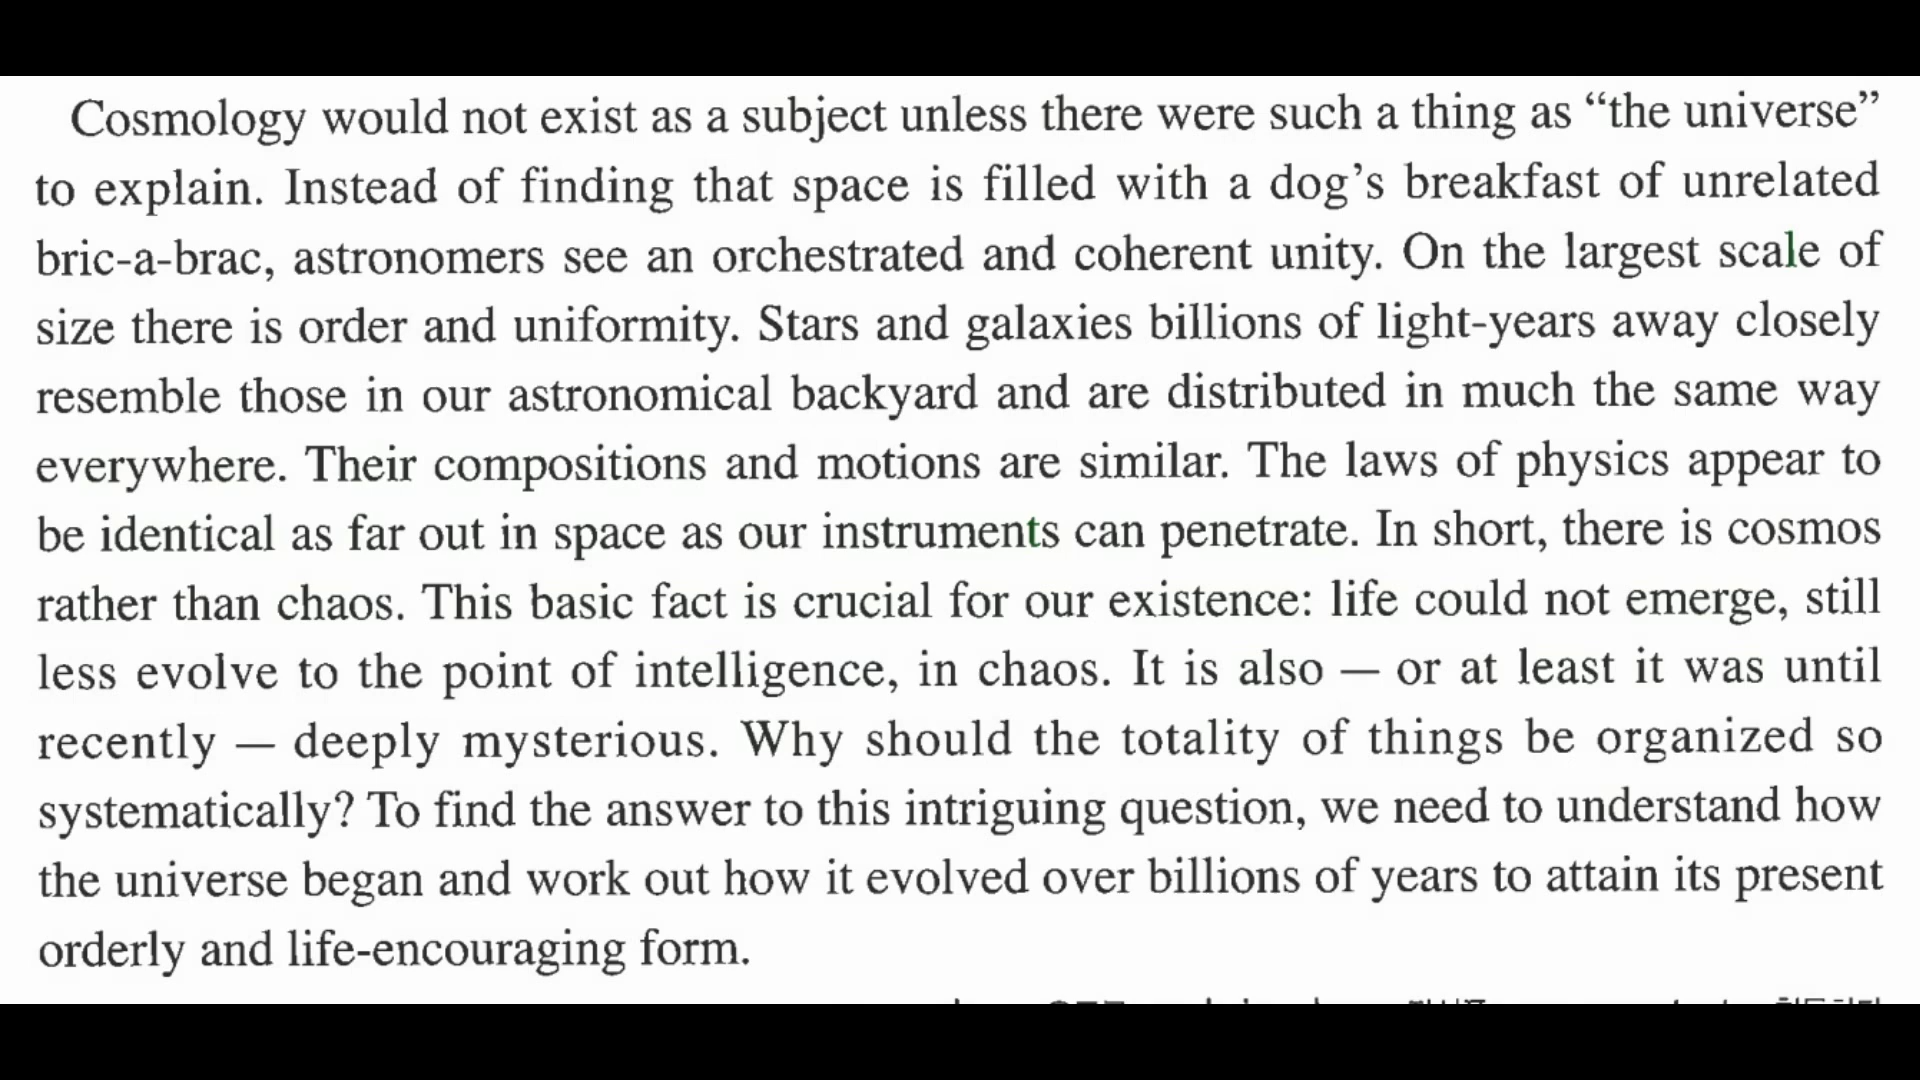 Cosmology would not exist as a subject unless there were such a thing as “the universe”
to explain. Instead of finding that space is filled with a dog’s breakfast of unrelated
bric-a-brac, astronomers see an orchestrated and coherent unity. On the largest scale of
size there is order and uniformity. Stars and galaxies billions of light-years away closely
resemble those in our astronomical backyard and are distributed in much the same way
everywhere. Their compositions and motions are similar. The laws of physics appear to
be identical as far out in space as our instruments can penetrate. In short, there is cosmos
rather than chaos. This basic fact is crucial for our existence: life could not emerge, still
less evolve to the point of intelligence, in chaos. It is also — or at least it was until
recently — deeply mysterious. Why should the totality of things be organized so
systematically? To find the answer to this intriguing question, we need to understand how
the universe began and work out how it evolved over billions of years to attain its present
orderly and life-encouraging form.